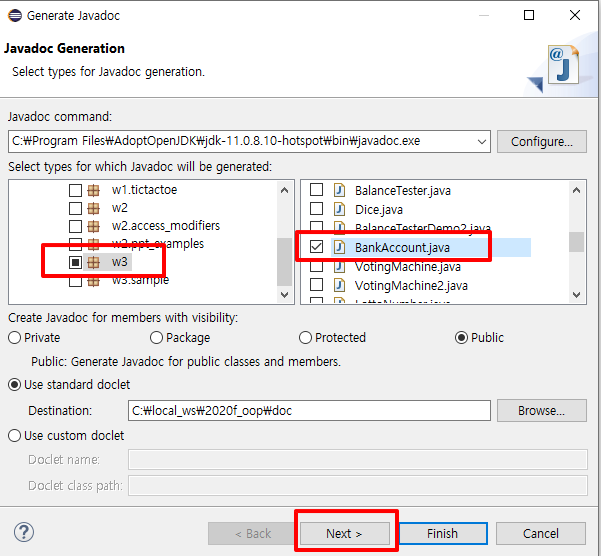 Generate Javadoc
Javadoc Generation
Select types for Javadoc generation.
Javadoc command:
C:₩Program Files₩AdoptOpenJDK₩jdk-11.0.8.10-hotspot₩bin₩javadoc.exe
Configure...
Select types for which Javadoc will be generated:
w1.tictactoe
w2
w2.access_modifiers
w2.ppt_examples
w3
w3.sample
BalanceTester.java
Dice.java
BalanceTesterDemo2.java
BankAccount.java
VotingMachine.java
VotingMachine2.java
LottoNumber.java
Create Javadoc for members with visibility:
Private
Package
Protected
Public
Public: Generate Javadoc for public classes and members.
Use standard doclet
Destination:
C:₩local_ws₩2020f_oop₩doc
Browse...
Use custom doclet
Doclet name:
Doclet class path:
< Back
Next >
Finish
Cancel